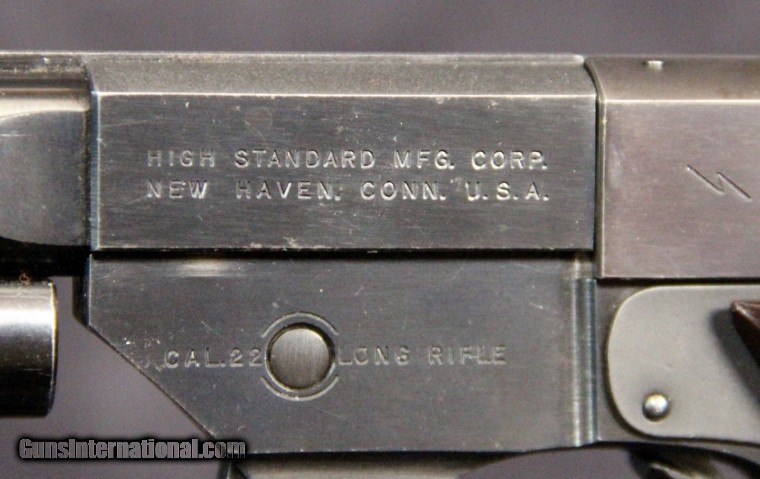 HIGH STANDARD MFG. CORP.
NEW HAVEN. CONN. U.S.A.
CAL.22 LONG RIFLE
GunsInternational.com